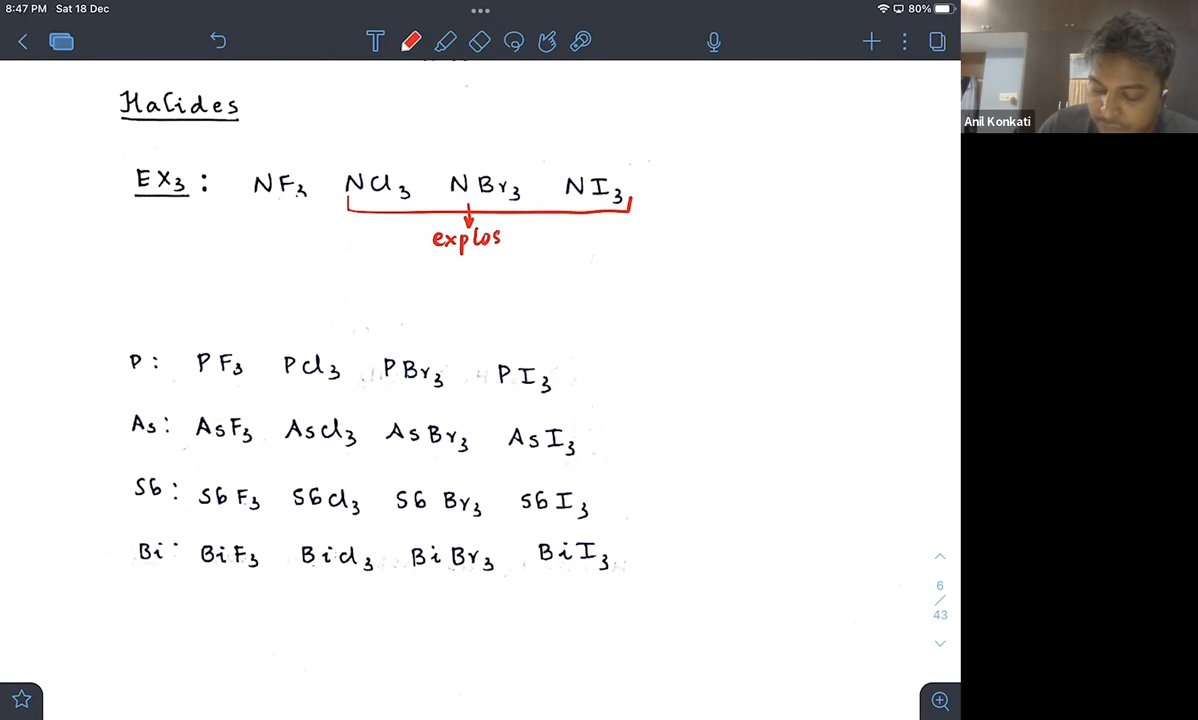 8:47 PM Sat 18 Dec
80%
Anil Konkati
Halides
EX3 : NF3 NCl3 NBr3 NI3
explos
P : PF3 PCl3 PBr3 PI3
As : AsF3 AsCl3 AsBr3 AsI3
Sb : SbF3 SbCl3 SbBr3 SbI3
Bi : BiF3 BiCl3 BiBr3 BiI3
6
/
43